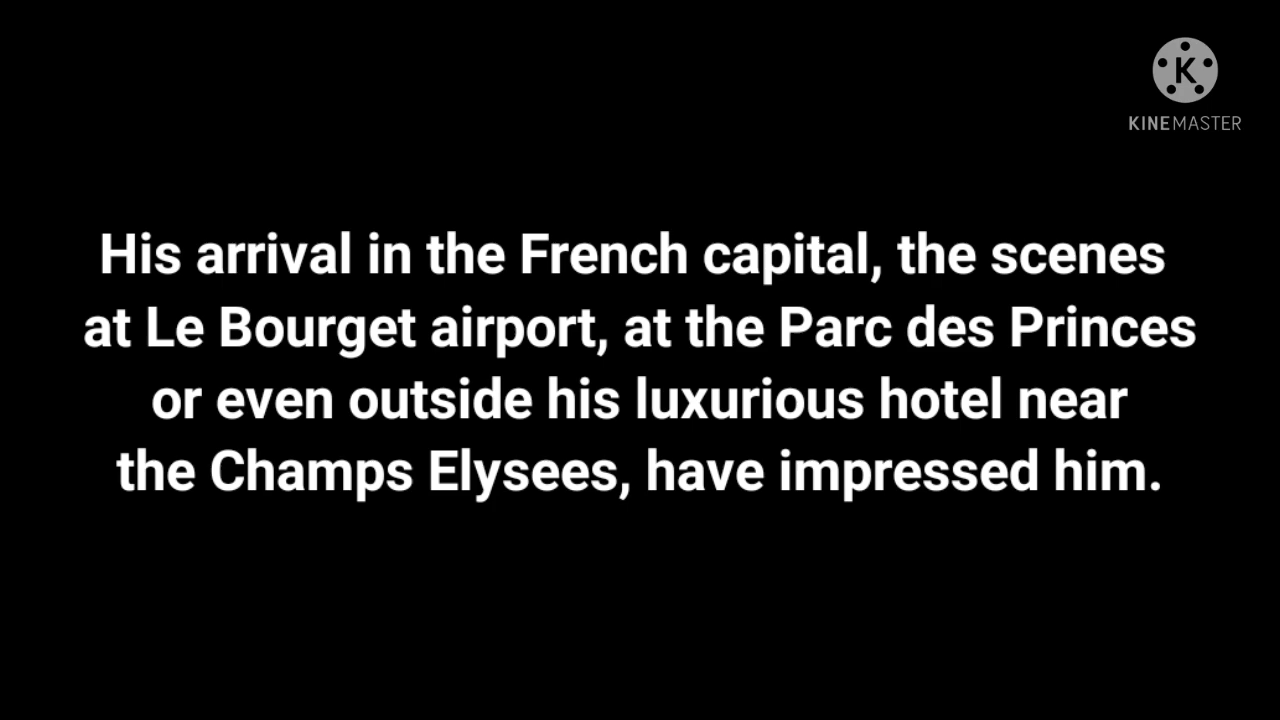 K
KINEMASTER
His arrival in the French capital, the scenes
at Le Bourget airport, at the Parc des Princes
or even outside his luxurious hotel near
the Champs Elysees, have impressed him.